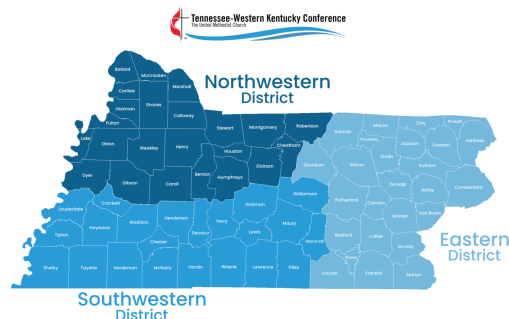 Tennessee-Western Kentucky Conference
The United Methodist Church
Northwestern
District
Ballard
McCracken
Marshall
Carlisle
Graves
Hickman
Calloway
Fulton
Lake
Obion
Weakley
Henry
Stewart
Montgomery
Robertson
Houston
Cheatham
Dickson
Humphreys
Benton
Dyer
Gibson
Carroll
Sumner
Macon
Clay
Pickett
Trousdale
Jackson
Overton
Fentress
Smith
Putnam
Davidson
Wilson
DeKalb
White
Cumberland
Rutherford
Cannon
Van Buren
Warren
Bedford
Coffee
Grundy
Moore
Lincoln
Franklin
Marion
Eastern
District
Lauderdale
Crockett
Tipton
Haywood
Madison
Henderson
Chester
Decatur
Perry
Hickman
Williamson
Lewis
Maury
Marshall
Shelby
Fayette
Hardeman
McNairy
Hardin
Wayne
Lawrence
Giles
Southwestern
District